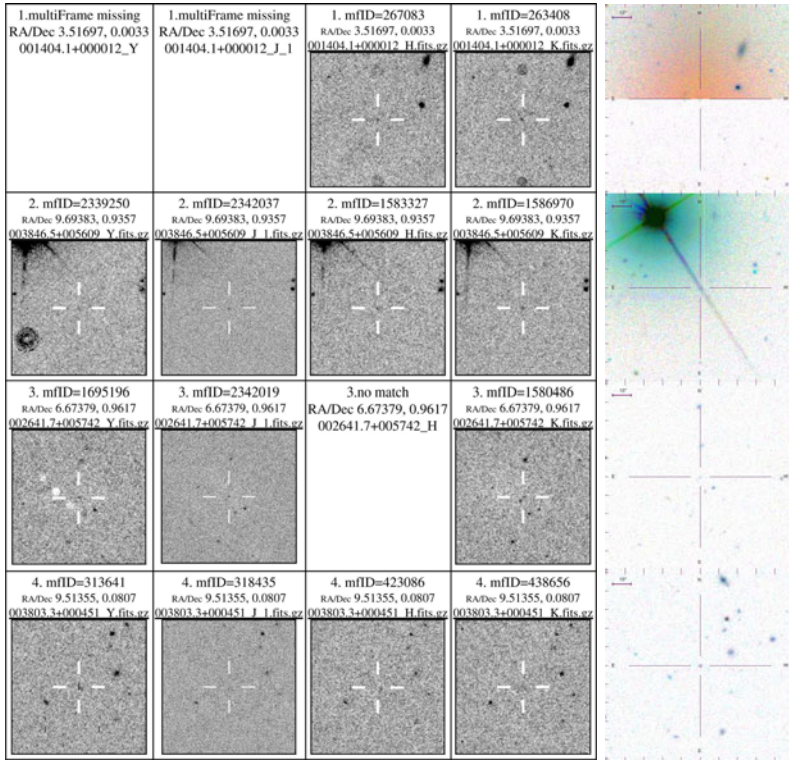 1.multiFrame missing
RA/Dec 3.51697, 0.0033
001404.1+000012_Y
1.multiFrame missing
RA/Dec 3.51697, 0.0033
001404.1+000012_J_1
1. mfID=267083
RA/Dec 3.51697, 0.0033
001404.1+000012_H.fits.gz
1. mfID=263408
RA/Dec 3.51697, 0.0033
001404.1+000012_K.fits.gz
2. mfID=2339250
RA/Dec 9.69383, 0.9357
003846.5+005609_Y.fits.gz
2. mfID=2342037
RA/Dec 9.69383, 0.9357
003846.5+005609_J_1.fits.gz
2. mfID=1583327
RA/Dec 9.69383, 0.9357
003846.5+005609_H.fits.gz
2. mfID=1586970
RA/Dec 9.69383, 0.9357
003846.5+005609_K.fits.gz
3. mfID=1695196
RA/Dec 6.67379, 0.9617
002641.7+005742_Y.fits.gz
3. mfID=2342019
RA/Dec 6.67379, 0.9617
002641.7+005742_J_1.fits.gz
3.no match
RA/Dec 6.67379, 0.9617
002641.7+005742_H
3. mfID=1580486
RA/Dec 6.67379, 0.9617
002641.7+005742_K.fits.gz
4. mfID=313641
RA/Dec 9.51355, 0.0807
003803.3+000451_Y.fits.gz
4. mfID=318435
RA/Dec 9.51355, 0.0807
003803.3+000451_J_1.fits.gz
4. mfID=423086
RA/Dec 9.51355, 0.0807
003803.3+000451_H.fits.gz
4. mfID=438656
RA/Dec 9.51355, 0.0807
003803.3+000451_K.fits.gz